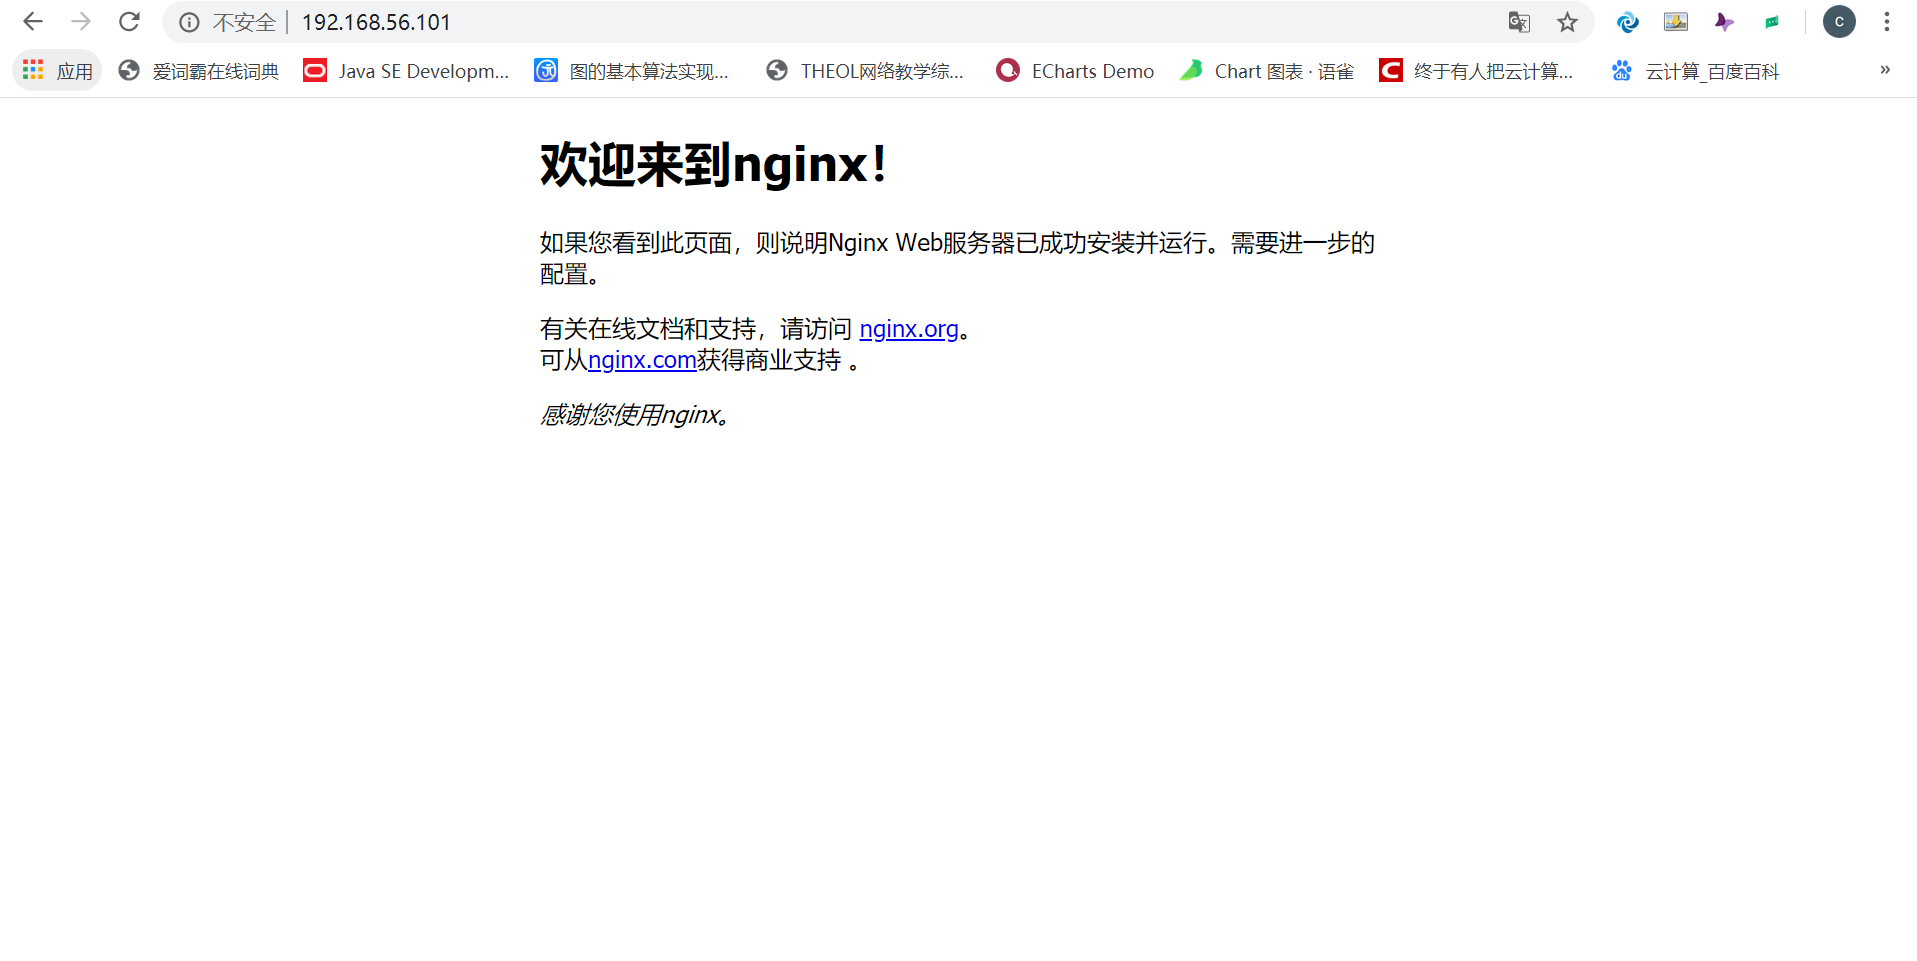 不安全 192.168.56.101
C
应用 爱词霸在线词典 Java SE Developm... 图的基本算法实现... THEOL网络教学综... ECharts Demo Chart 图表 · 语雀 终于有人把云计算... 云计算_百度百科 »
欢迎来到nginx！
如果您看到此页面，则说明Nginx Web服务器已成功安装并运行。需要进一步的
配置。
有关在线文档和支持，请访问 nginx.org。
可从nginx.com获得商业支持 。
感谢您使用nginx。